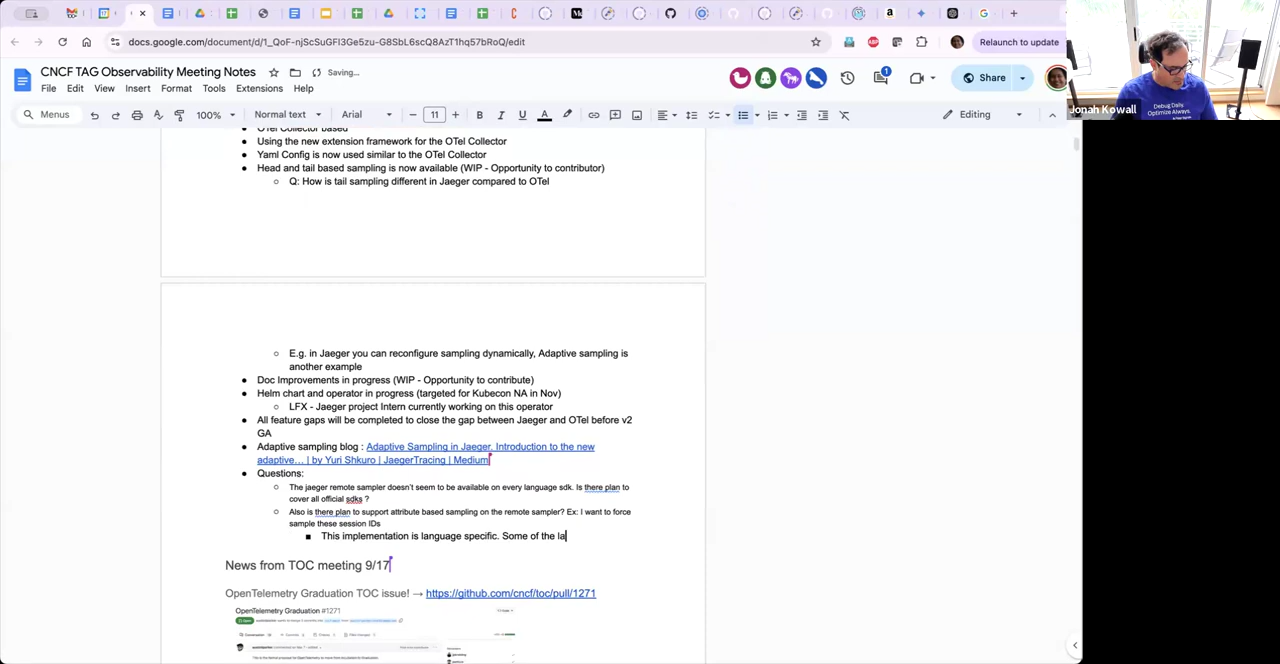 docs.google.com/document/d/1_QoF-njScSuGFI3Ge5zu-G8SbL6scQ8AzT1hq57bRoQ/edit
Relaunch to update
CNCF TAG Observability Meeting Notes
Saving...
File Edit View Insert Format Tools Extensions Help
1
Share
Jonah Kowall
Debug Daily.
Optimize Always.
Menus
100%
Normal text
Arial
11
Editing
OTel Collector based
Using the new extension framework for the OTel Collector
Yaml Config is now used similar to the OTel Collector
Head and tail based sampling is now available (WIP - Opportunity to contributor)
Q: How is tail sampling different in Jaeger compared to OTel
E.g. in Jaeger you can reconfigure sampling dynamically, Adaptive sampling is
another example
Doc Improvements in progress (WIP - Opportunity to contribute)
Helm chart and operator in progress (targeted for Kubecon NA in Nov)
LFX - Jaeger project Intern currently working on this operator
All feature gaps will be completed to close the gap between Jaeger and OTel before v2
GA
Adaptive sampling blog : Adaptive Sampling in Jaeger. Introduction to the new
adaptive… | by Yuri Shkuro | JaegerTracing | Medium
Questions:
The jaeger remote sampler doesn't seem to be available on every language sdk. Is there plan to
cover all official sdks ?
Also is there plan to support attribute based sampling on the remote sampler? Ex: I want to force
sample these session IDs
This implementation is language specific. Some of the la
News from TOC meeting 9/17
OpenTelemetry Graduation TOC issue! → https://github.com/cncf/toc/pull/1271
OpenTelemetry Graduation #1271
Open